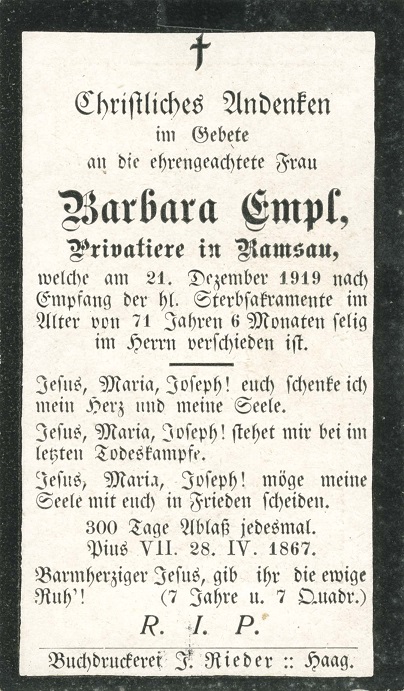 Christliches Andenken
im Gebete
an die ehrengeachtete Frau
Barbara Empl,
Privatiere in Ramsau,
welche am 21. Dezember 1919 nach
Empfang der hl. Sterbsakramente im
Alter von 71 Jahren 6 Monaten selig
im Herrn verschieden ist.
Jesus, Maria, Joseph! euch schenke ich
mein Herz und meine Seele.
Jesus, Maria, Joseph! stehet mir bei im
letzten Todeskampfe.
Jesus, Maria, Joseph! möge meine
Seele mit euch in Frieden scheiden.
300 Tage Ablaß jedesmal.
Pius VII. 28. IV. 1867.
Barmherziger Jesus, gib ihr die ewige
Ruh'! (7 Jahre u. 7 Quadr.)
R. I. P.
Buchdruckerei J. Rieder :: Haag.